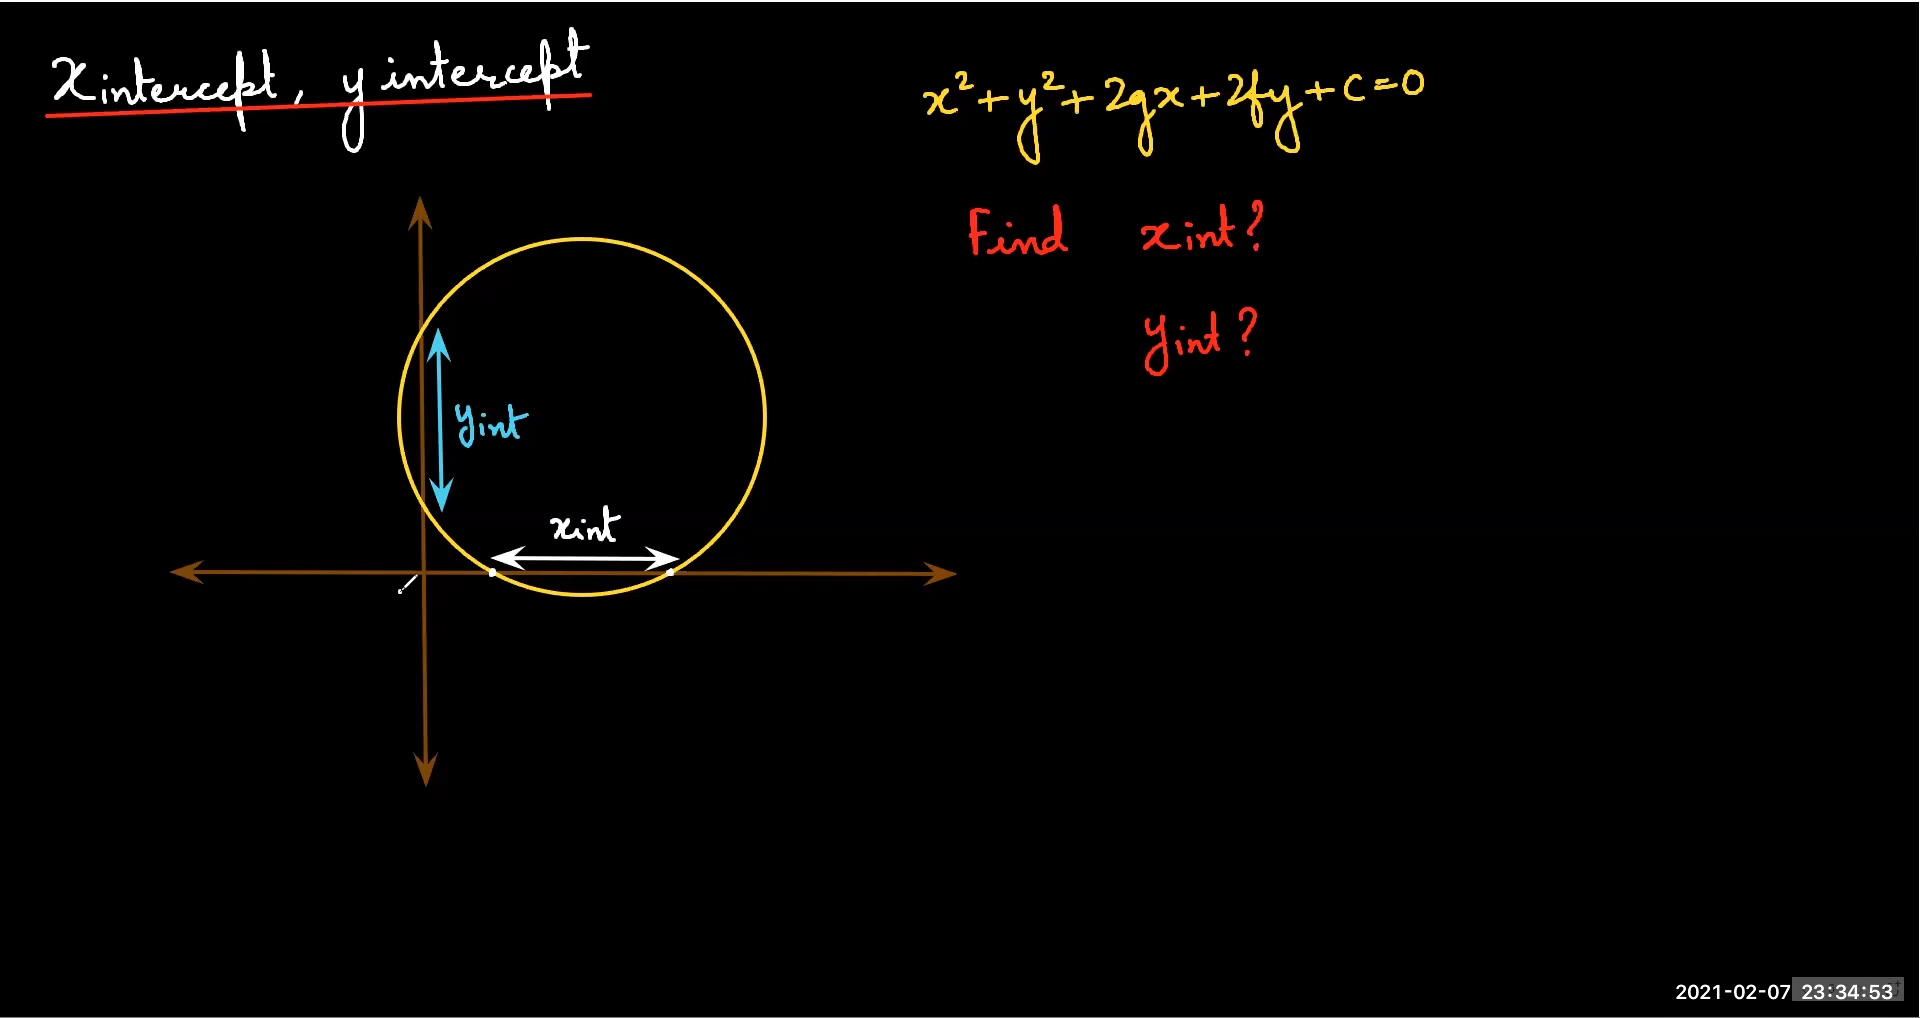 x intercept, y intercept
x² + y² + 2gx + 2fy + c = 0
Find xint?
yint?
yint
xint
2021-02-07 23:34:53